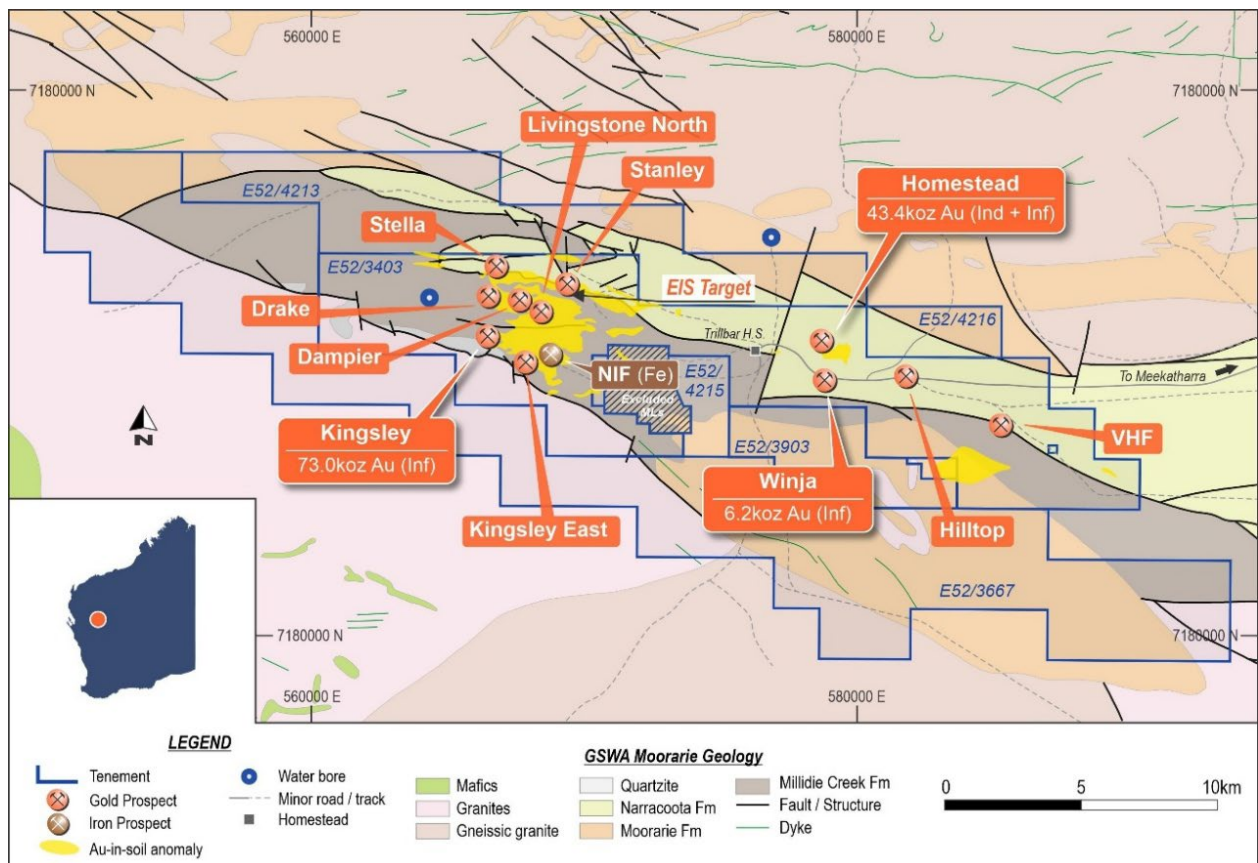 560000 E
580000 E
7180000 N
7180000 N
Livingstone North
Stanley
Homestead
43.4koz Au (Ind + Inf)
E52/4213
Stella
E52/3403
EIS Target
Drake
E52/4216
Trillbar H.S.
Dampier
NIF (Fe)
E52/
4215
To Meekatharra
Excluded
MLs
N
Kingsley
73.0koz Au (Inf)
E52/3903
VHF
Winja
6.2koz Au (Inf)
Kingsley East
Hilltop
E52/3667
7180000 N
7180000 N
560000 E
580000 E
LEGEND
Tenement
Gold Prospect
Iron Prospect
Au-in-soil anomaly
Water bore
Minor road / track
Homestead
GSWA Moorarie Geology
Mafics
Granites
Gneissic granite
Quartzite
Narracoota Fm
Moorarie Fm
Millidie Creek Fm
Fault / Structure
Dyke
0
5
10km